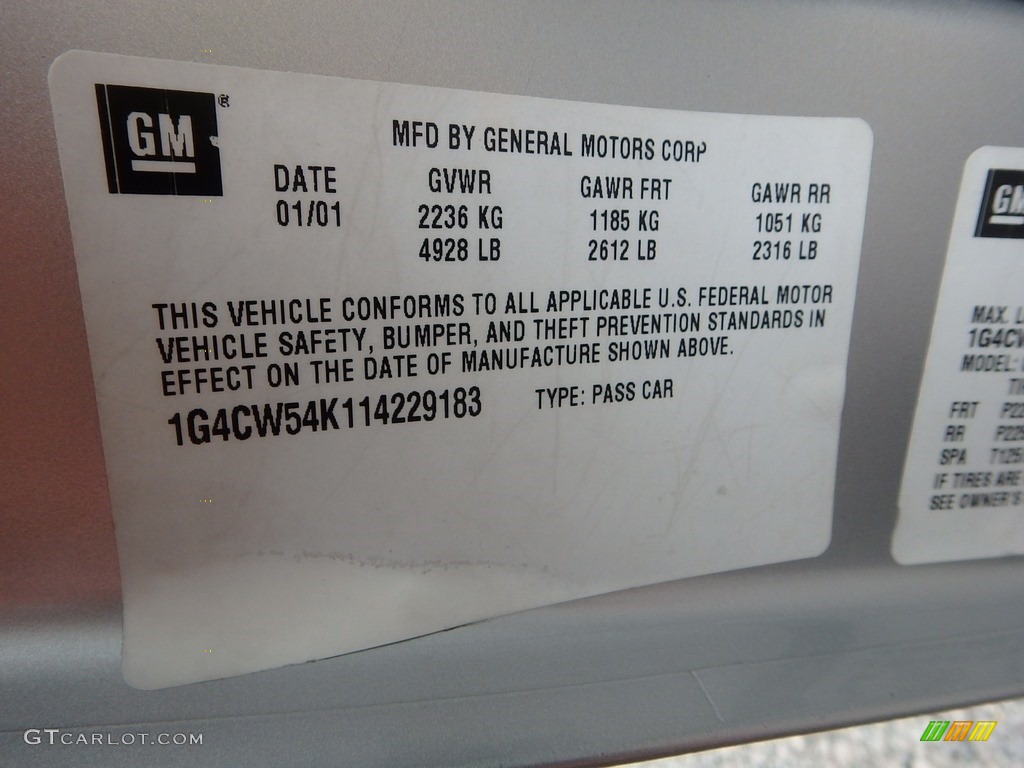 GM ®
MFD BY GENERAL MOTORS CORP
DATE GVWR GAWR FRT GAWR RR
01/01 2236 KG 1185 KG 1051 KG
4928 LB 2612 LB 2316 LB
THIS VEHICLE CONFORMS TO ALL APPLICABLE U.S. FEDERAL MOTOR
VEHICLE SAFETY, BUMPER, AND THEFT PREVENTION STANDARDS IN
EFFECT ON THE DATE OF MANUFACTURE SHOWN ABOVE.
1G4CW54K114229183 TYPE: PASS CAR
GM
MAX.
1G4CW
MODEL:
FRT
RR
SPA
IF TIRES ARE
SEE OWNER'S
GTCARLOT.COM